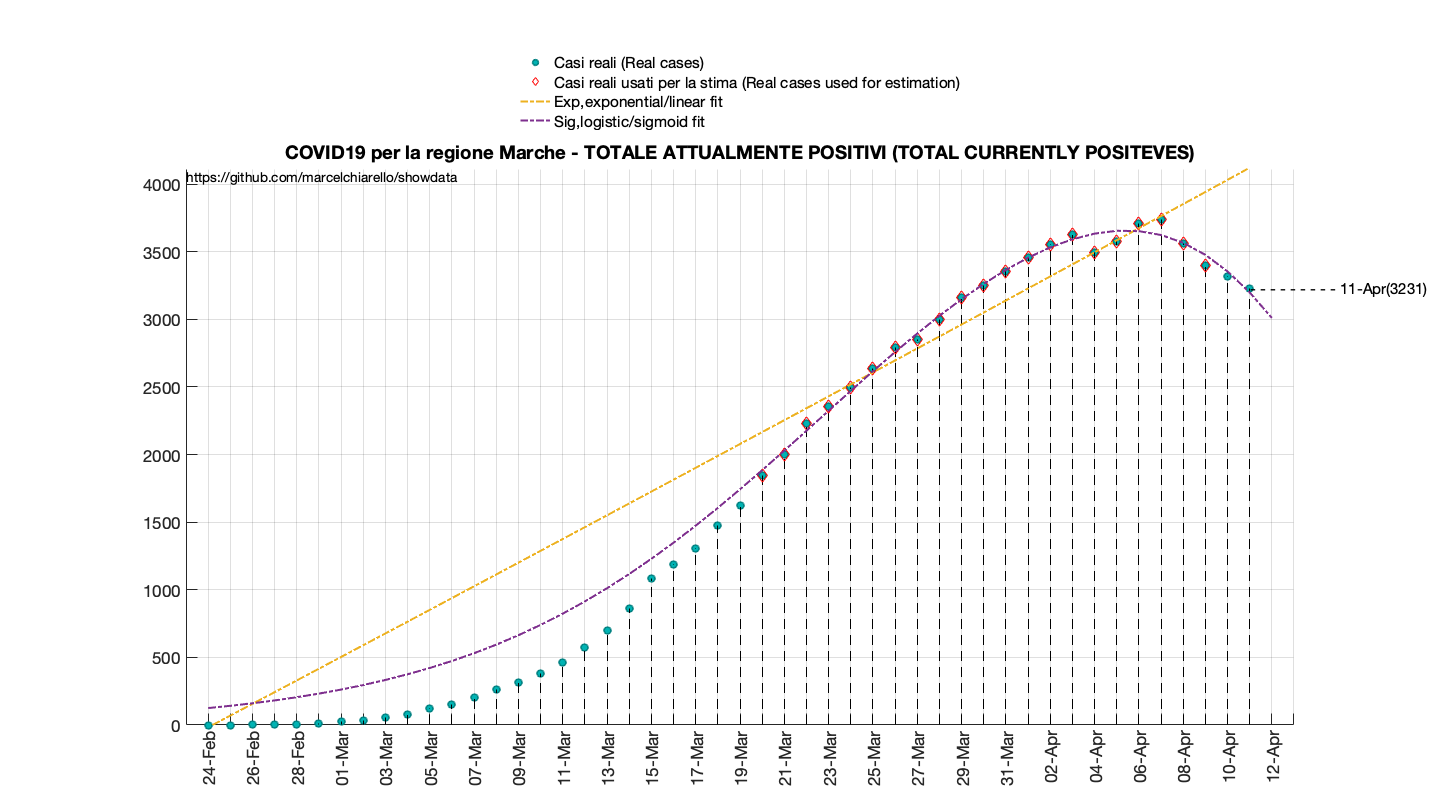 Casi reali (Real cases)
Casi reali usati per la stima (Real cases used for estimation)
Exp,exponential/linear fit
Sig,logistic/sigmoid fit
COVID19 per la regione Marche - TOTALE ATTUALMENTE POSITIVI (TOTAL CURRENTLY POSITEVES)
https://github.com/marcelchiarello/showdata
4000
3500
3000
2500
2000
1500
1000
500
0
11-Apr(3231)
24-Feb
26-Feb
28-Feb
01-Mar
03-Mar
05-Mar
07-Mar
09-Mar
11-Mar
13-Mar
15-Mar
17-Mar
19-Mar
21-Mar
23-Mar
25-Mar
27-Mar
29-Mar
31-Mar
02-Apr
04-Apr
06-Apr
08-Apr
10-Apr
12-Apr